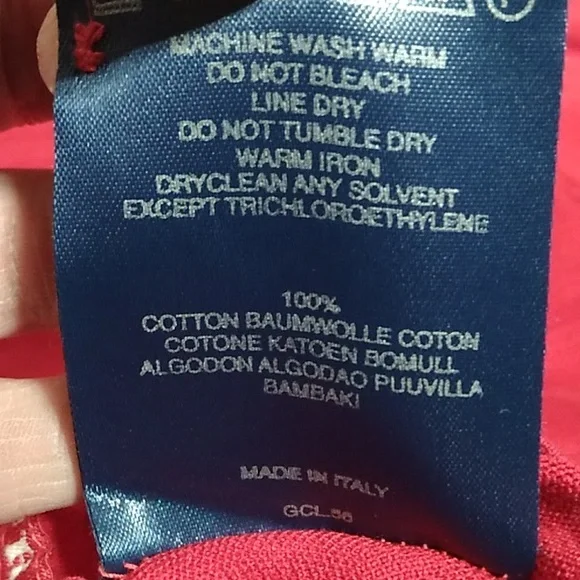 MACHINE WASH WARM
DO NOT BLEACH
LINE DRY
DO NOT TUMBLE DRY
WARM IRON
DRYCLEAN ANY SOLVENT
EXCEPT TRICHLOROETHYLENE
100%
COTTON BAUMWOLLE COTON
COTONE KATOEN BOMULL
ALGODON ALGODAO PUUVILLA
BAMBAKI
MADE IN ITALY
GCL.56